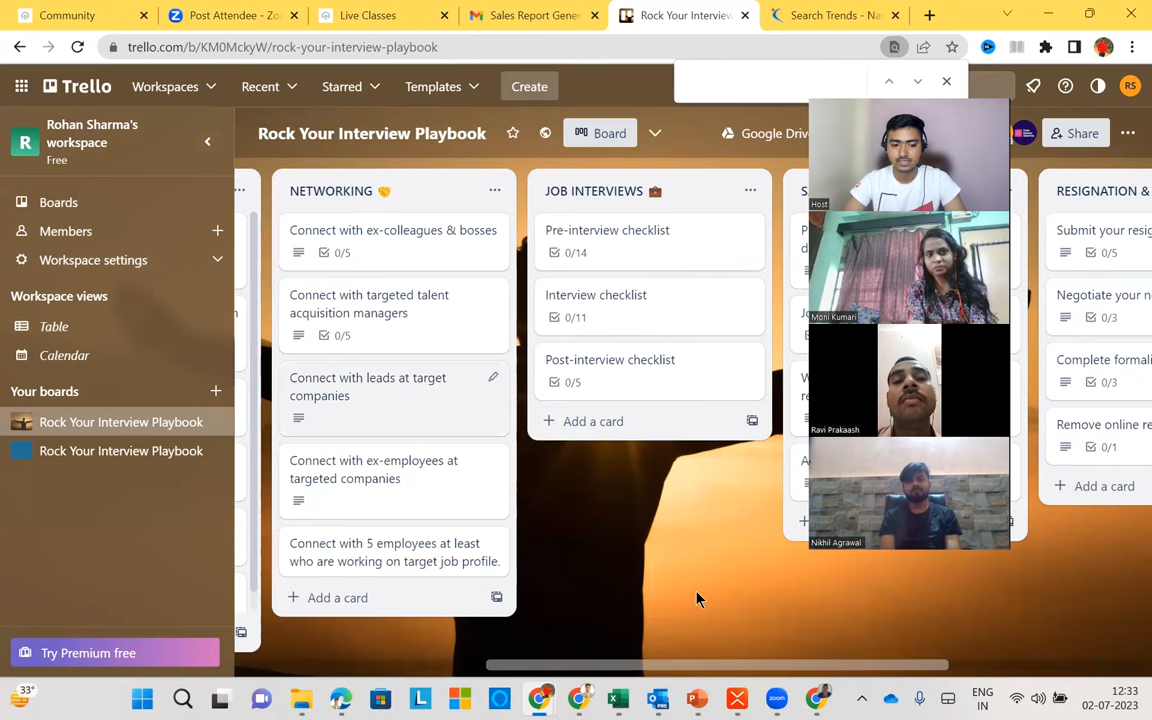 Community
Post Attendee - Zo
Live Classes
Sales Report Gener
Rock Your Interview
Search Trends - Na
trello.com/b/KM0MckyW/rock-your-interview-playbook
Trello
Workspaces
Recent
Starred
Templates
Create
RS
R
Rohan Sharma's
workspace
Free
Boards
Members
Workspace settings
Workspace views
Table
Calendar
Your boards
Rock Your Interview Playbook
Rock Your Interview Playbook
Try Premium free
Rock Your Interview Playbook
Board
Google Driv
Share
NETWORKING
Connect with ex-colleagues & bosses
0/5
Connect with targeted talent
acquisition managers
0/5
Connect with leads at target
companies
Connect with ex-employees at
targeted companies
Connect with 5 employees at least
who are working on target job profile.
Add a card
JOB INTERVIEWS
Pre-interview checklist
0/14
Interview checklist
0/11
Post-interview checklist
0/5
Add a card
Host
Moni Kumari
Ravi Prakaash
Nikhil Agrawal
RESIGNATION &
Submit your resig
0/5
Negotiate your n
0/3
Complete formali
0/3
Remove online re
0/1
Add a card
33°
ENG
IN
12:33
02-07-2023